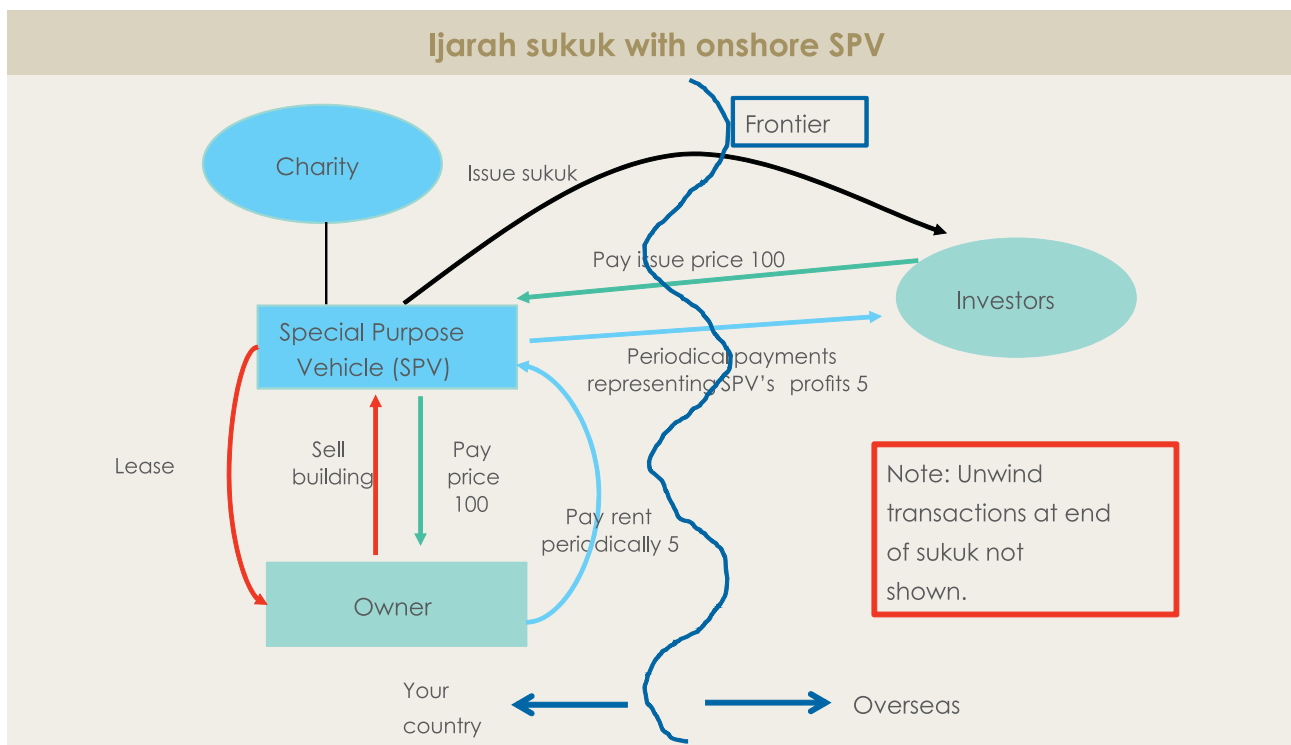 Ijarah sukuk with onshore SPV
Frontier
Charity
Issue sukuk
Pay issue price 100
Investors
Special Purpose
Vehicle (SPV)
Periodical payments
representing SPV's profits 5
Lease
Sell
building
Pay
price
100
Note: Unwind
transactions at end
of sukuk not
shown.
Pay rent
periodically 5
Owner
Your
country
Overseas